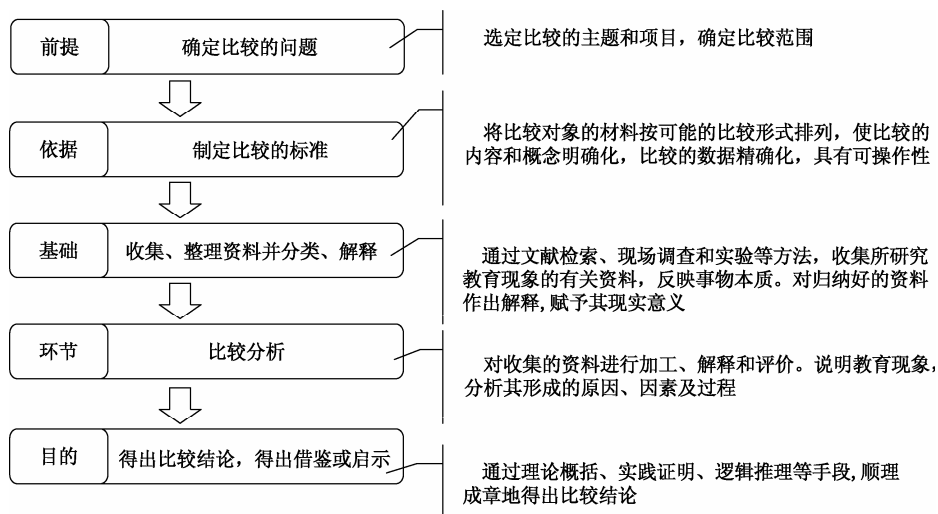 前提 确定比较的问题
选定比较的主题和项目，确定比较范围
依据 制定比较的标准
将比较对象的材料按可能的比较形式排列，使比较的
内容和概念明确化，比较的数据精确化，具有可操作性
基础 收集、整理资料并分类、解释
通过文献检索、现场调查和实验等方法，收集所研究
教育现象的有关资料，反映事物本质。对归纳好的资料
作出解释,赋予其现实意义
环节 比较分析
对收集的资料进行加工、解释和评价。说明教育现象，
分析其形成的原因、因素及过程
目的 得出比较结论，得出借鉴或启示
通过理论概括、实践证明、逻辑推理等手段,顺理
成章地得出比较结论